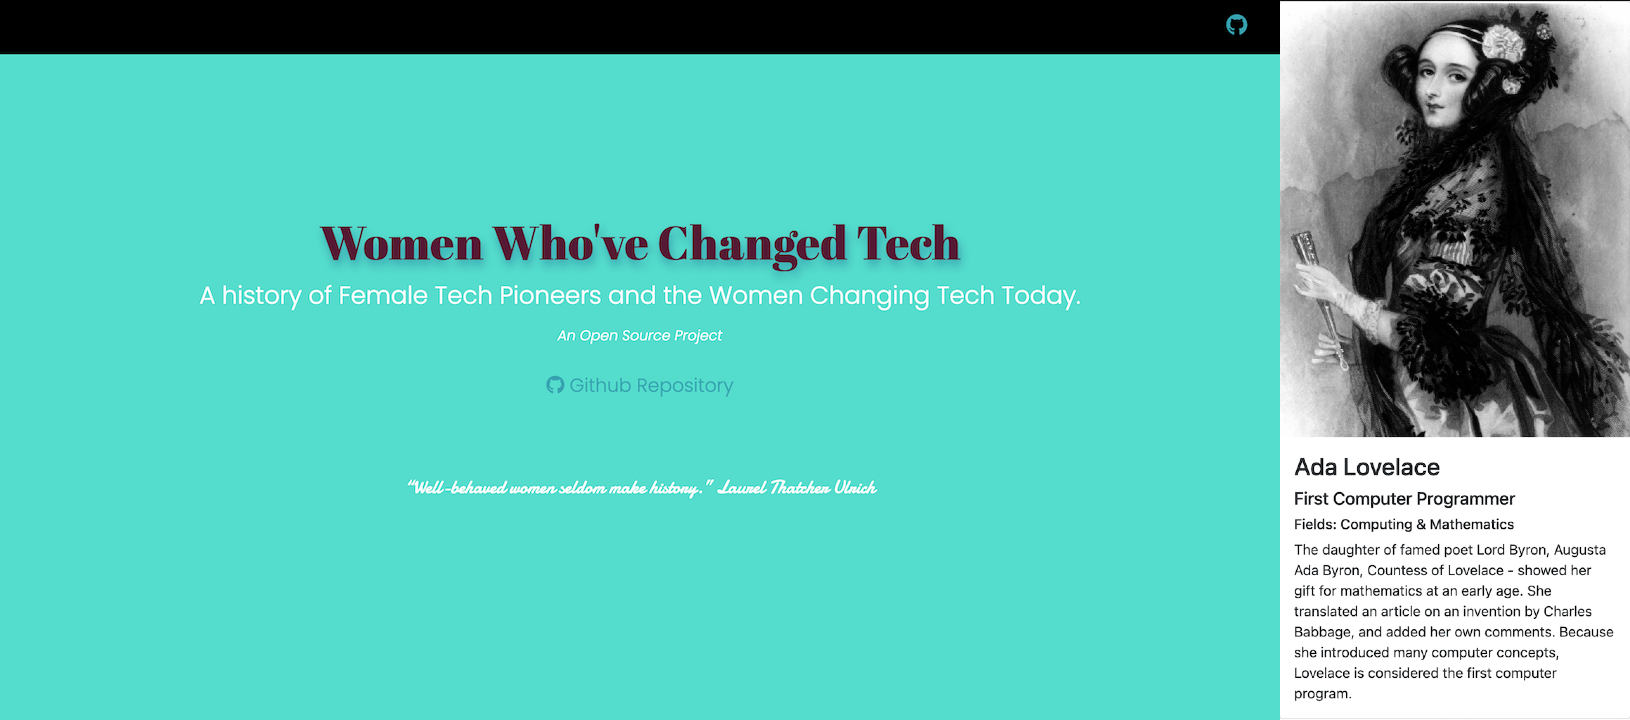 Women Who've Changed Tech
A history of Female Tech Pioneers and the Women Changing Tech Today.
An Open Source Project
Github Repository
“Well-behaved women seldom make history.” Laurel Thatcher Ulrich
Ada Lovelace
First Computer Programmer
Fields: Computing & Mathematics
The daughter of famed poet Lord Byron, Augusta
Ada Byron, Countess of Lovelace - showed her
gift for mathematics at an early age. She
translated an article on an invention by Charles
Babbage, and added her own comments. Because
she introduced many computer concepts,
Lovelace is considered the first computer
program.